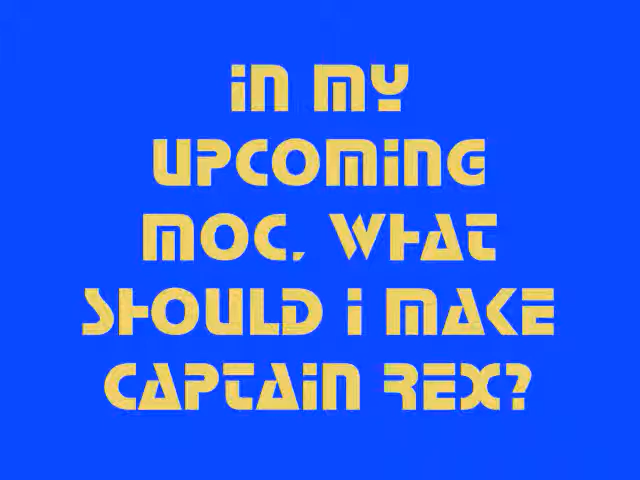 in my
upcoming
moc, what
should i make
captain rex?